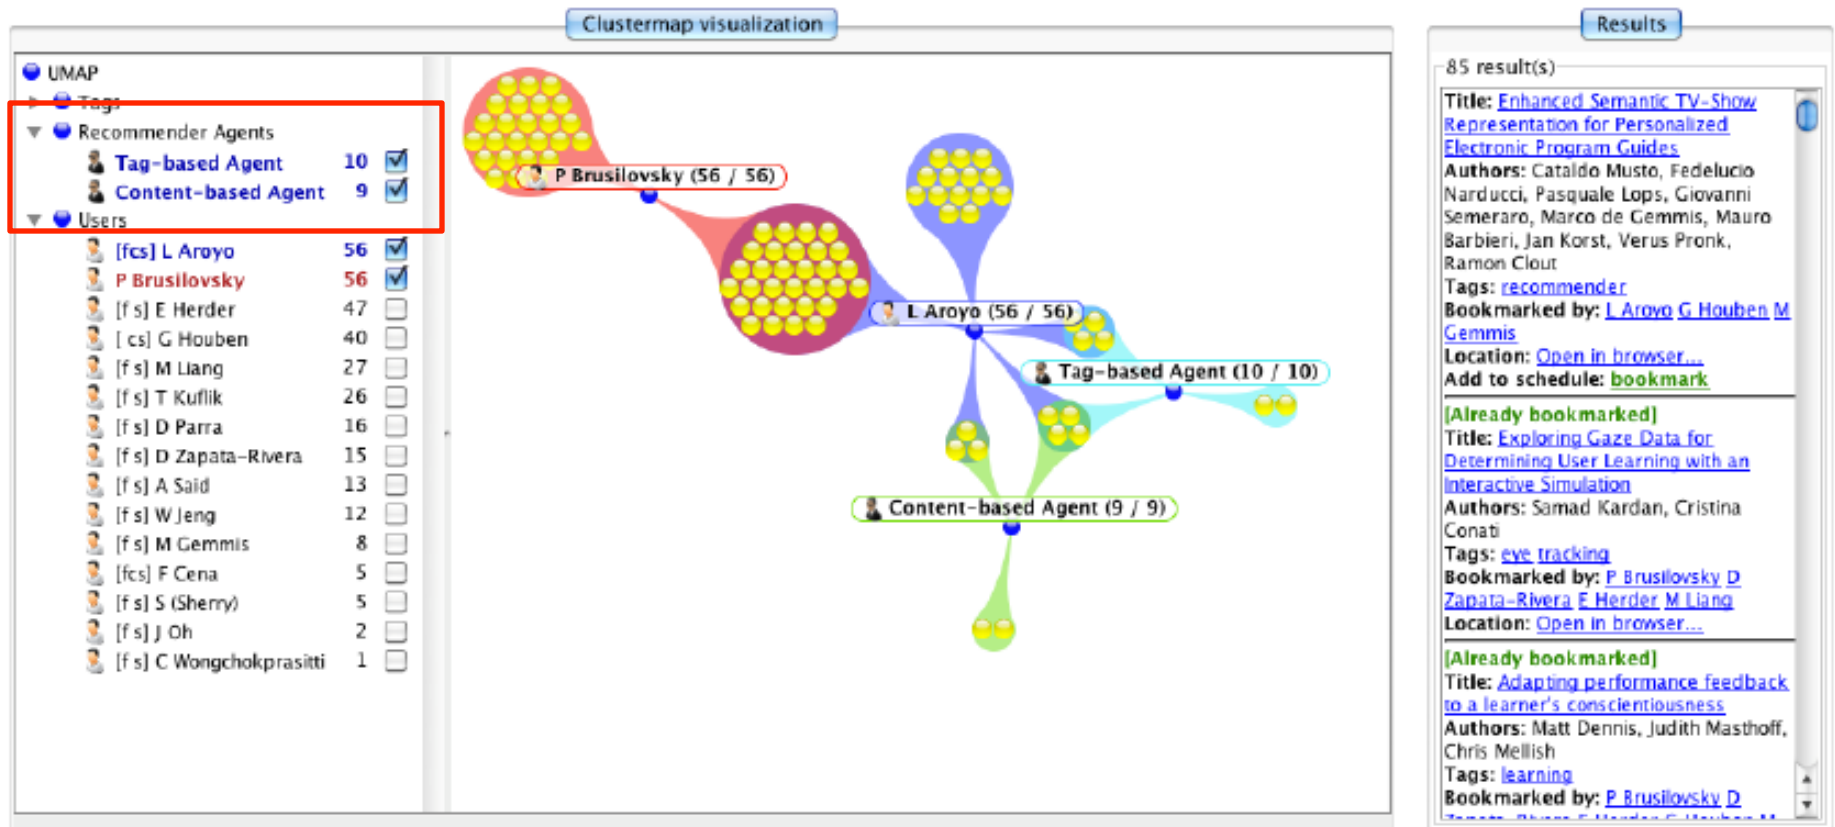 Clustermap visualization
UMAP
Tags
Recommender Agents
Tag-based Agent 10
Content-based Agent 9
Users
[fcs] L Aroyo 56
P Brusilovsky 56
[f s] E Herder 47
[ cs] G Houben 40
[f s] M Liang 27
[f s] T Kuflik 26
[f s] D Parra 16
[f s] D Zapata-Rivera 15
[f s] A Said 13
[f s] W Jeng 12
[f s] M Gemmis 8
[fcs] F Cena 5
[f s] S (Sherry) 5
[f s] J Oh 2
[f s] C Wongchokprasitti 1
P Brusilovsky (56 / 56)
L Aroyo (56 / 56)
Tag-based Agent (10 / 10)
Content-based Agent (9 / 9)
Results
85 result(s)
Title: Enhanced Semantic TV-Show
Representation for Personalized
Electronic Program Guides
Authors: Cataldo Musto, Fedelucio
Narducci, Pasquale Lops, Giovanni
Semeraro, Marco de Gemmis, Mauro
Barbieri, Jan Korst, Verus Pronk,
Ramon Clout
Tags: recommender
Bookmarked by: L Aroyo G Houben M
Gemmis
Location: Open in browser...
Add to schedule: bookmark
[Already bookmarked]
Title: Exploring Gaze Data for
Determining User Learning with an
Interactive Simulation
Authors: Samad Kardan, Cristina
Conati
Tags: eye tracking
Bookmarked by: P Brusilovsky D
Zapata-Rivera E Herder M Liang
Location: Open in browser...
[Already bookmarked]
Title: Adapting performance feedback
to a learner's conscientiousness
Authors: Matt Dennis, Judith Masthoff,
Chris Mellish
Tags: learning
Bookmarked by: P Brusilovsky D